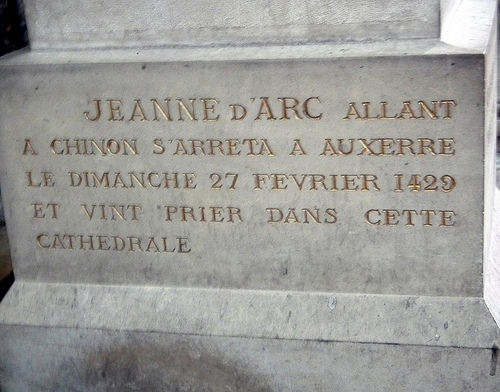 JEANNE D'ARC ALLANT
A CHINON S'ARRETA A AUXERRE
LE DIMANCHE 27 FEVRIER 1429
ET VINT PRIER DANS CETTE
CATHEDRALE